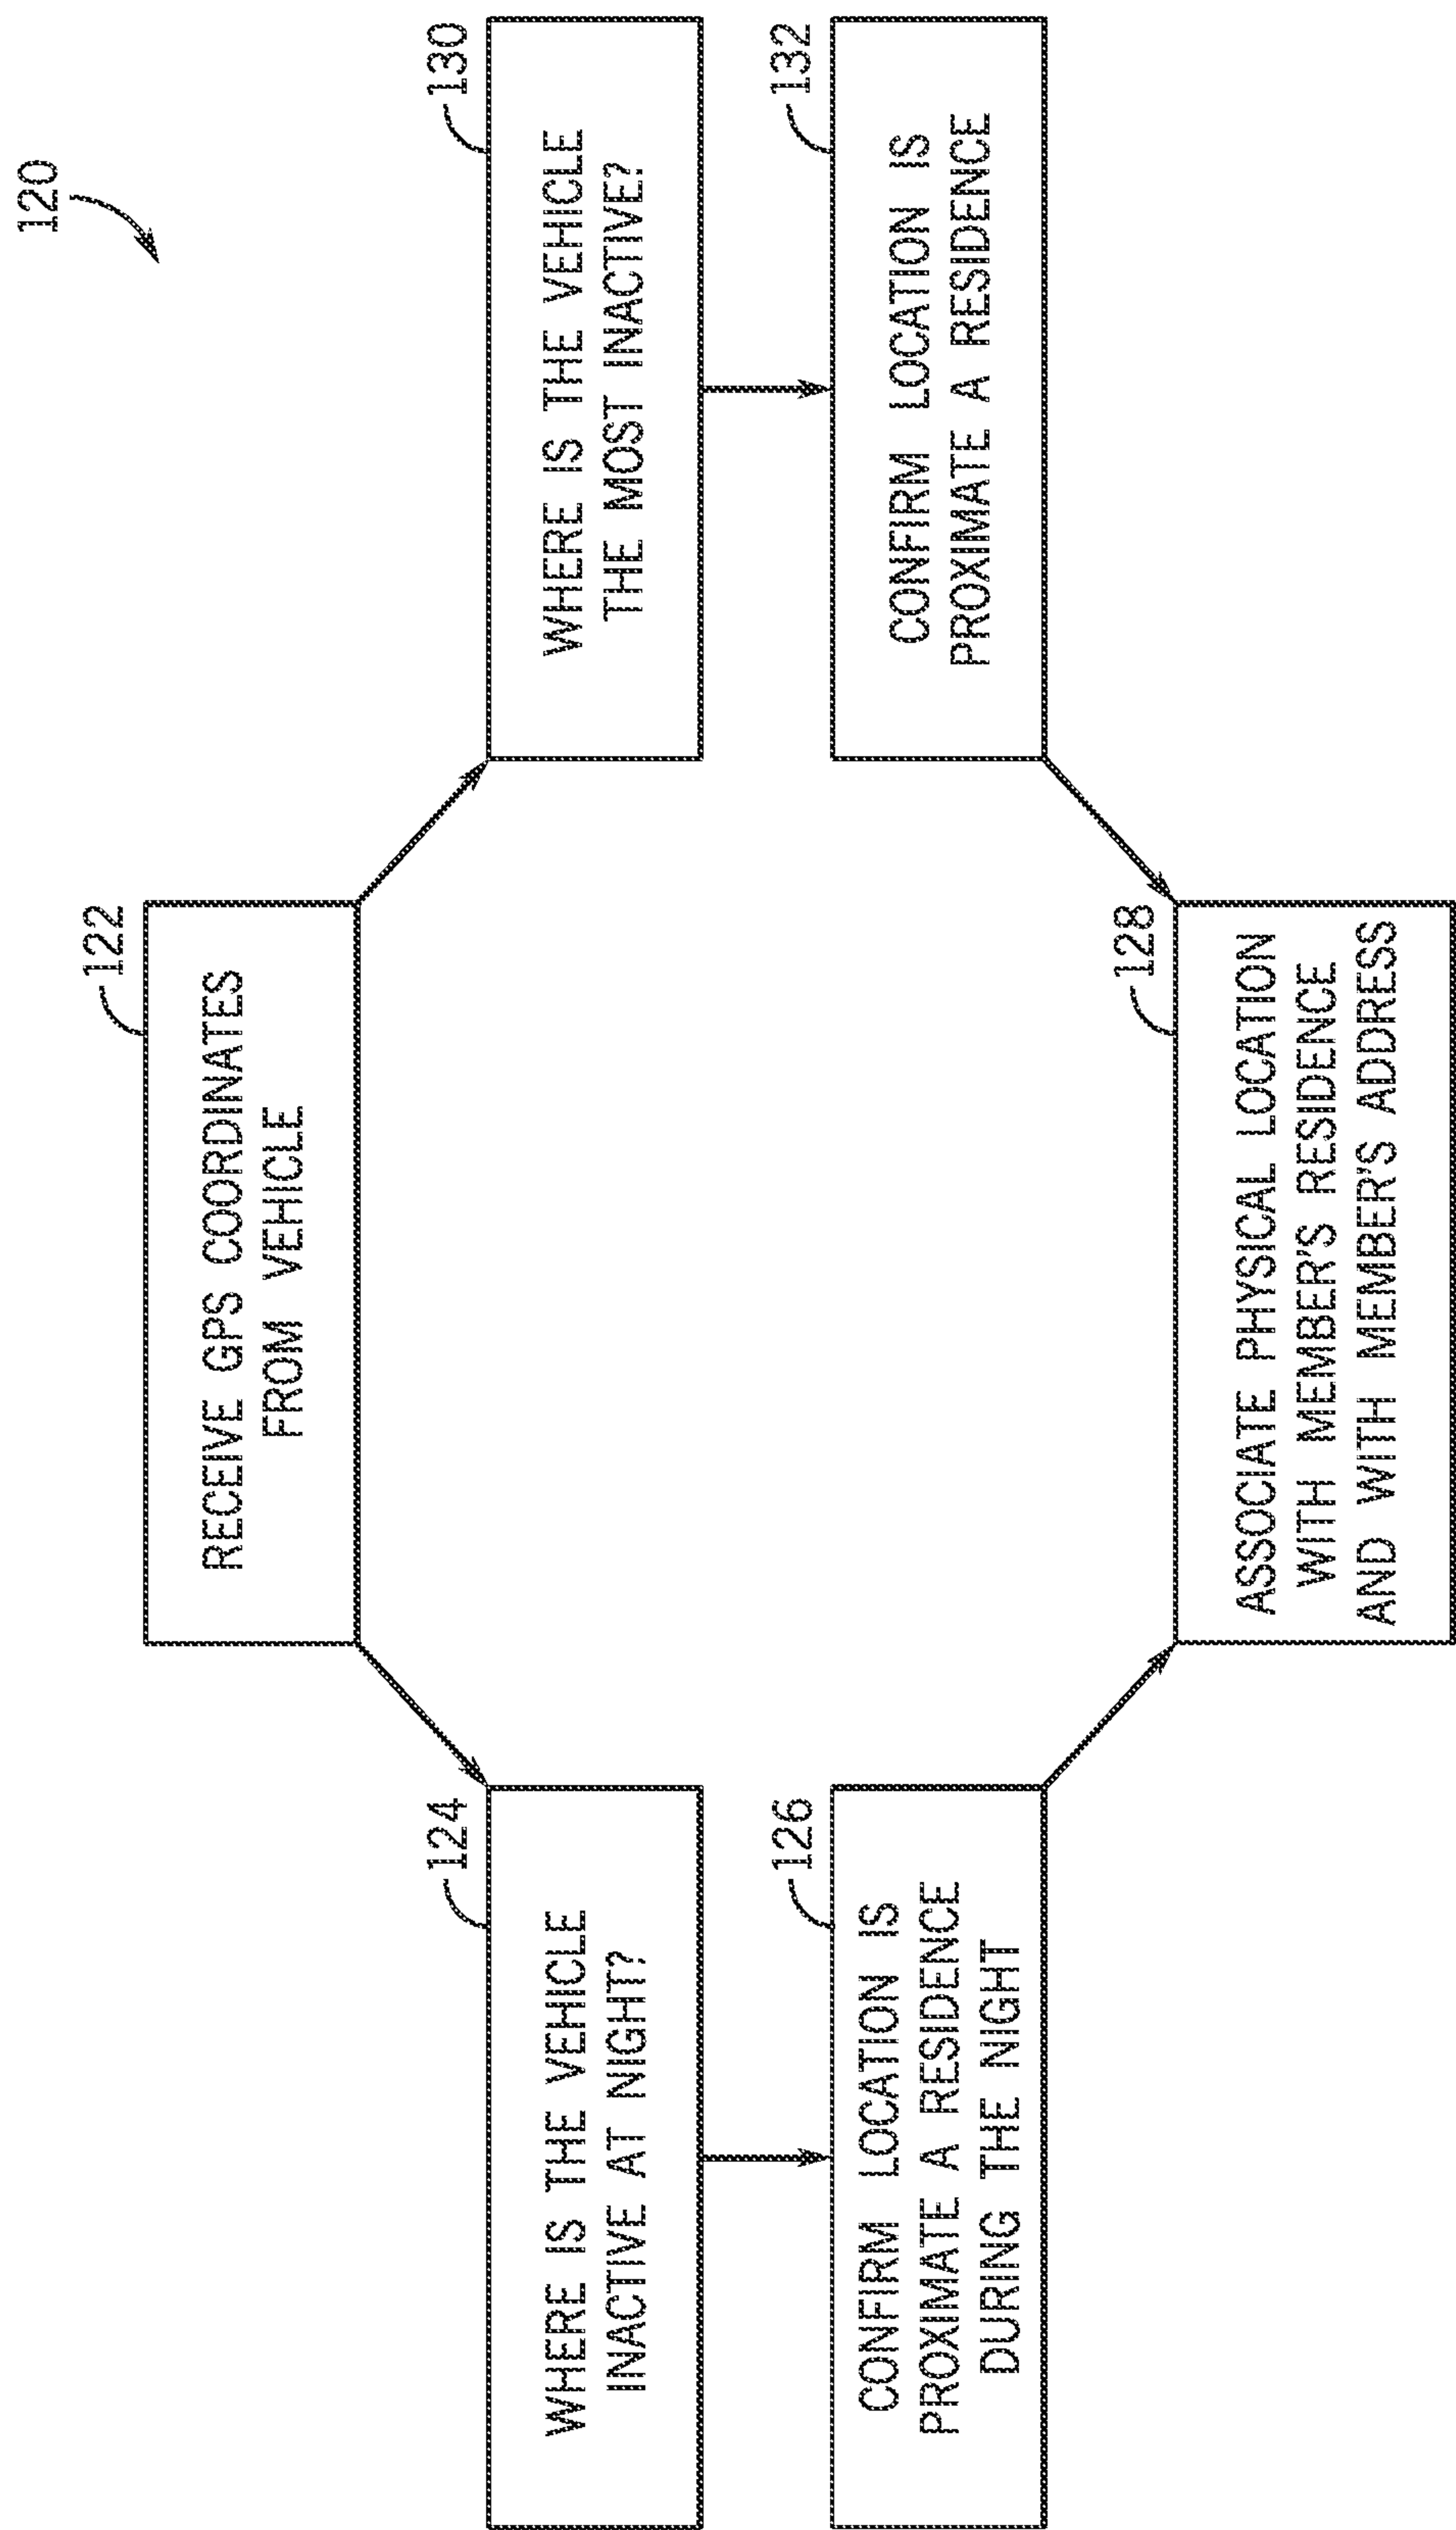 120
122
RECEIVE GPS COORDINATES
FROM VEHICLE
124
WHERE IS THE VEHICLE
INACTIVE AT NIGHT?
130
WHERE IS THE VEHICLE
THE MOST INACTIVE?
126
CONFIRM LOCATION IS
PROXIMATE A RESIDENCE
DURING THE NIGHT
132
CONFIRM LOCATION IS
PROXIMATE A RESIDENCE
128
ASSOCIATE PHYSICAL LOCATION
WITH MEMBER'S RESIDENCE
AND WITH MEMBER'S ADDRESS